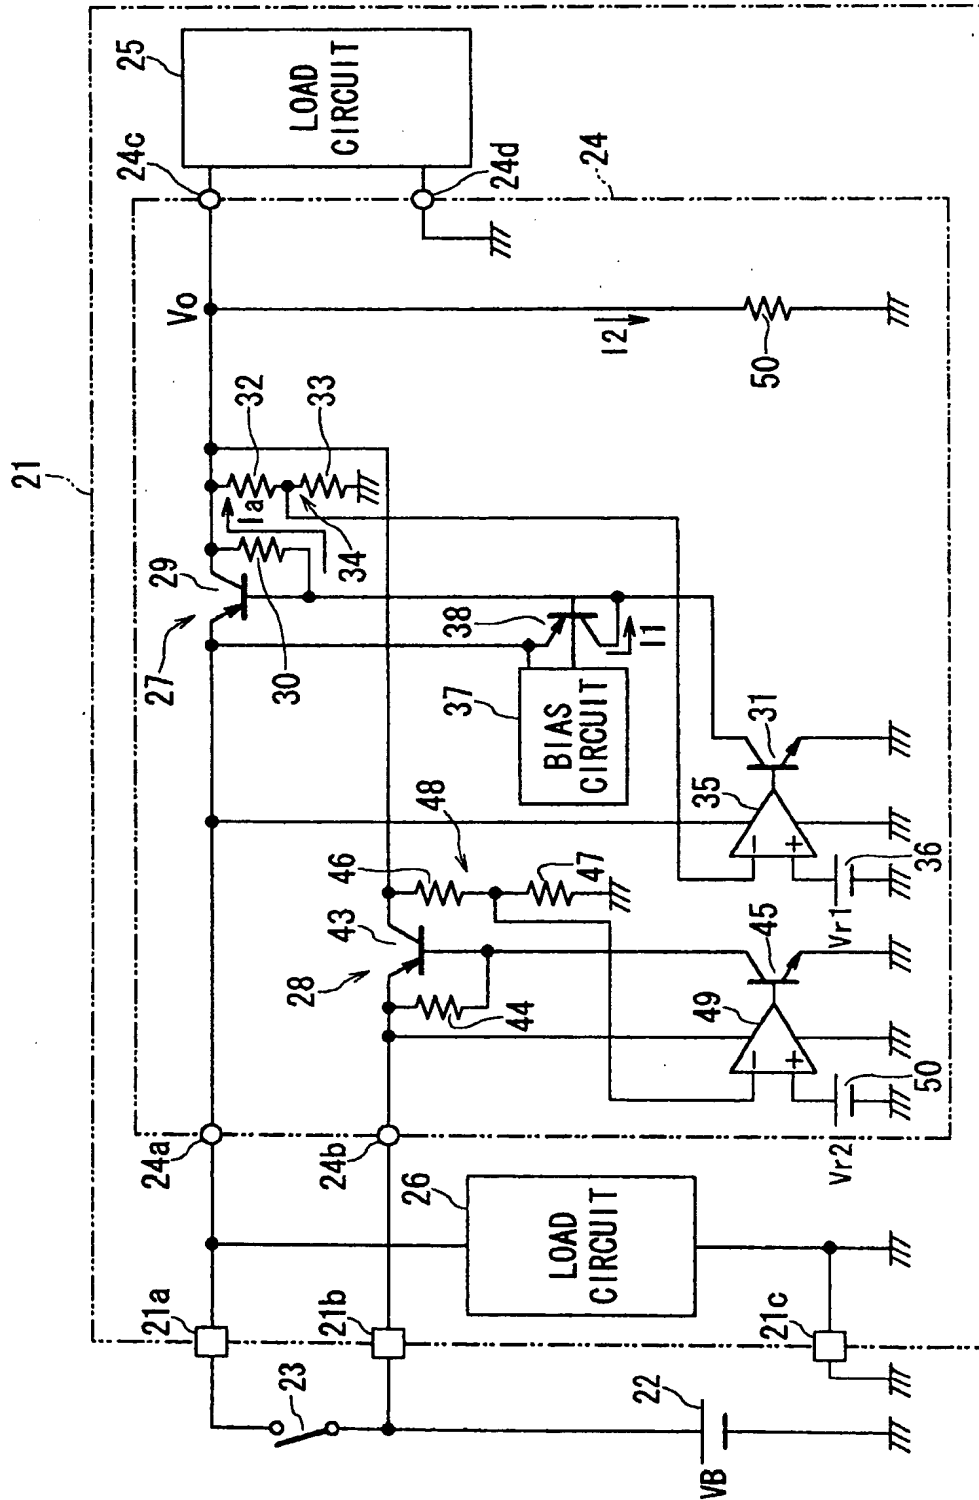 21
25
LOAD
CIRCUIT
24c
24d
24
Vo
I2
50
32
33
Ia
34
29
27
30
38
I1
37
BIAS
CIRCUIT
31
35
36
Vr1
48
46
47
43
28
44
45
49
50
Vr2
24a
24b
26
LOAD
CIRCUIT
21a
21b
21c
23
22
VB